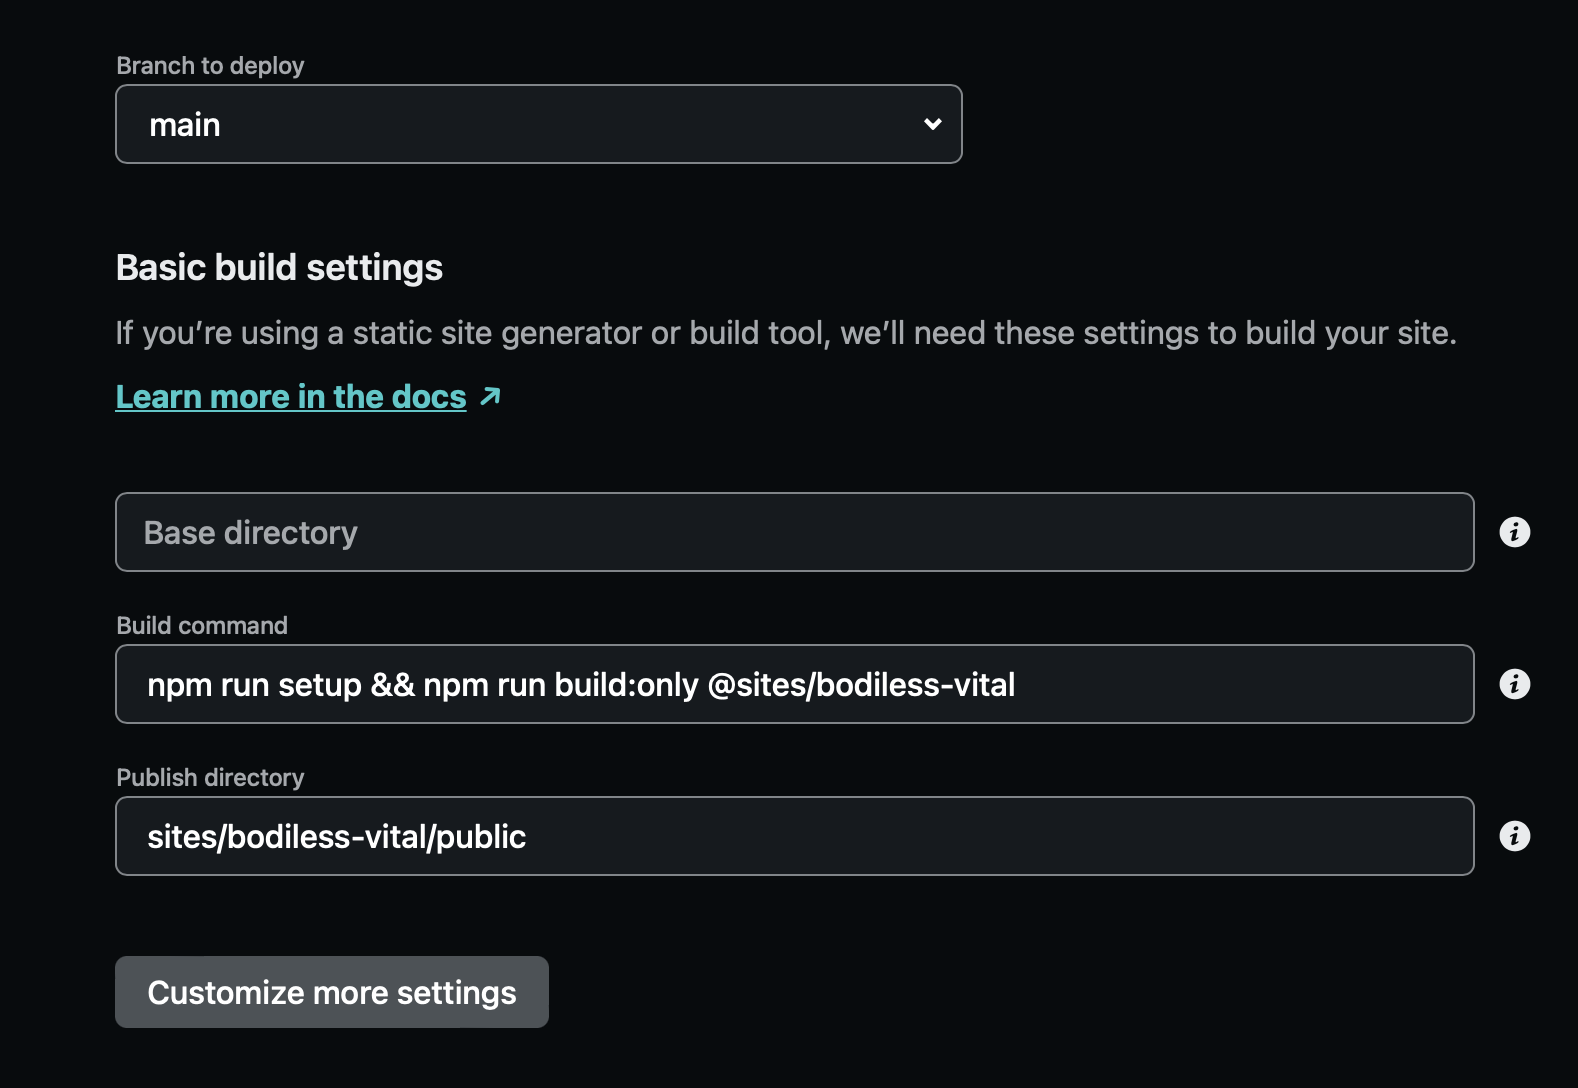 Branch to deploy
main
Basic build settings
If you’re using a static site generator or build tool, we’ll need these settings to build your site.
Learn more in the docs ↗
Base directory
Build command
npm run setup && npm run build:only @sites/bodiless-vital
Publish directory
sites/bodiless-vital/public
Customize more settings